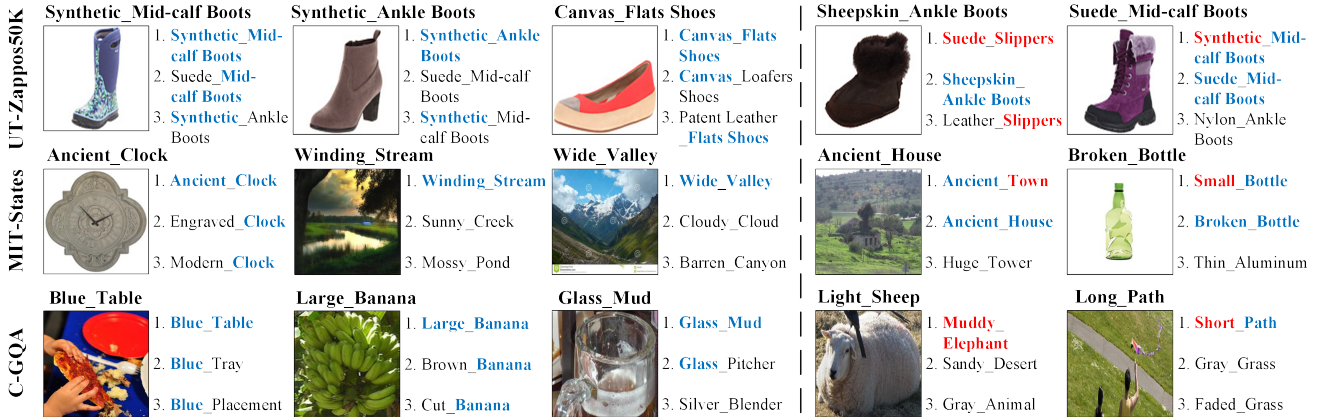 UT-Zappos50K
Synthetic_Mid-calf Boots
1. Synthetic_Mid-
calf Boots
2. Suede_Mid-
calf Boots
3. Synthetic_Ankle
Boots
Synthetic_Ankle Boots
1. Synthetic_Ankle
Boots
2. Suede_Mid-calf
Boots
3. Synthetic_Mid-
calf Boots
Canvas_Flats Shoes
1. Canvas_Flats
Shoes
2. Canvas_Loafers
Shoes
3. Patent Leather
_Flats Shoes
Sheepskin_Ankle Boots
1. Suede_Slippers
2. Sheepskin_
Ankle Boots
3. Leather_Slippers
Suede_Mid-calf Boots
1. Synthetic_Mid-
calf Boots
2. Suede_Mid-
calf Boots
3. Nylon_Ankle
Boots
MIT-States
Ancient_Clock
1. Ancient_Clock
2. Engraved_Clock
3. Modern_Clock
Winding_Stream
1. Winding_Stream
2. Sunny_Creek
3. Mossy_Pond
Wide_Valley
1. Wide_Valley
2. Cloudy_Cloud
3. Barren_Canyon
Ancient_House
1. Ancient_Town
2. Ancient_House
3. Huge_Tower
Broken_Bottle
1. Small_Bottle
2. Broken_Bottle
3. Thin_Aluminum
C-GQA
Blue_Table
1. Blue_Table
2. Blue_Tray
3. Blue_Placement
Large_Banana
1. Large_Banana
2. Brown_Banana
3. Cut_Banana
Glass_Mud
1. Glass_Mud
2. Glass_Pitcher
3. Silver_Blender
Light_Sheep
1. Muddy_
Elephant
2. Sandy_Desert
3. Gray_Animal
Long_Path
1. Short_Path
2. Gray_Grass
3. Faded_Grass